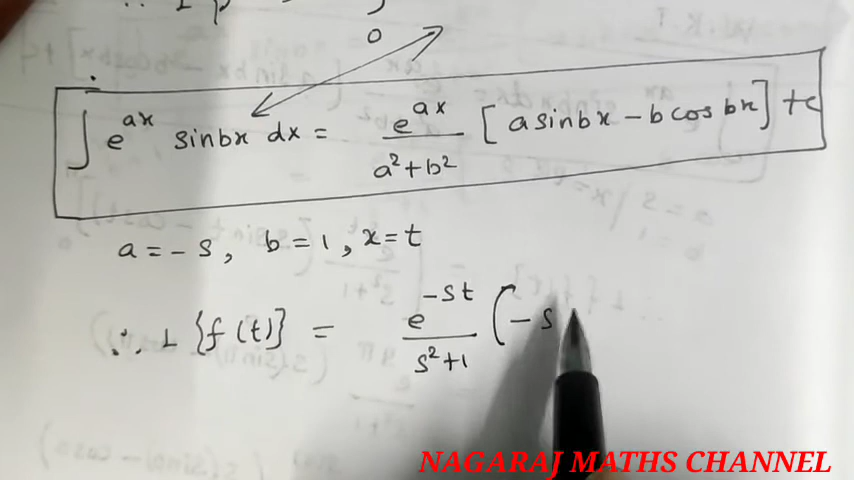 0
∫ e^{ax} sinbx dx = e^{ax}/(a²+b²) [a sinbx - b cos bx] + c
a = -s, b = 1, x = t
∴ L {f(t)} = e^{-st}/(s²+1) (-s
NAGARAJ MATHS CHANNEL